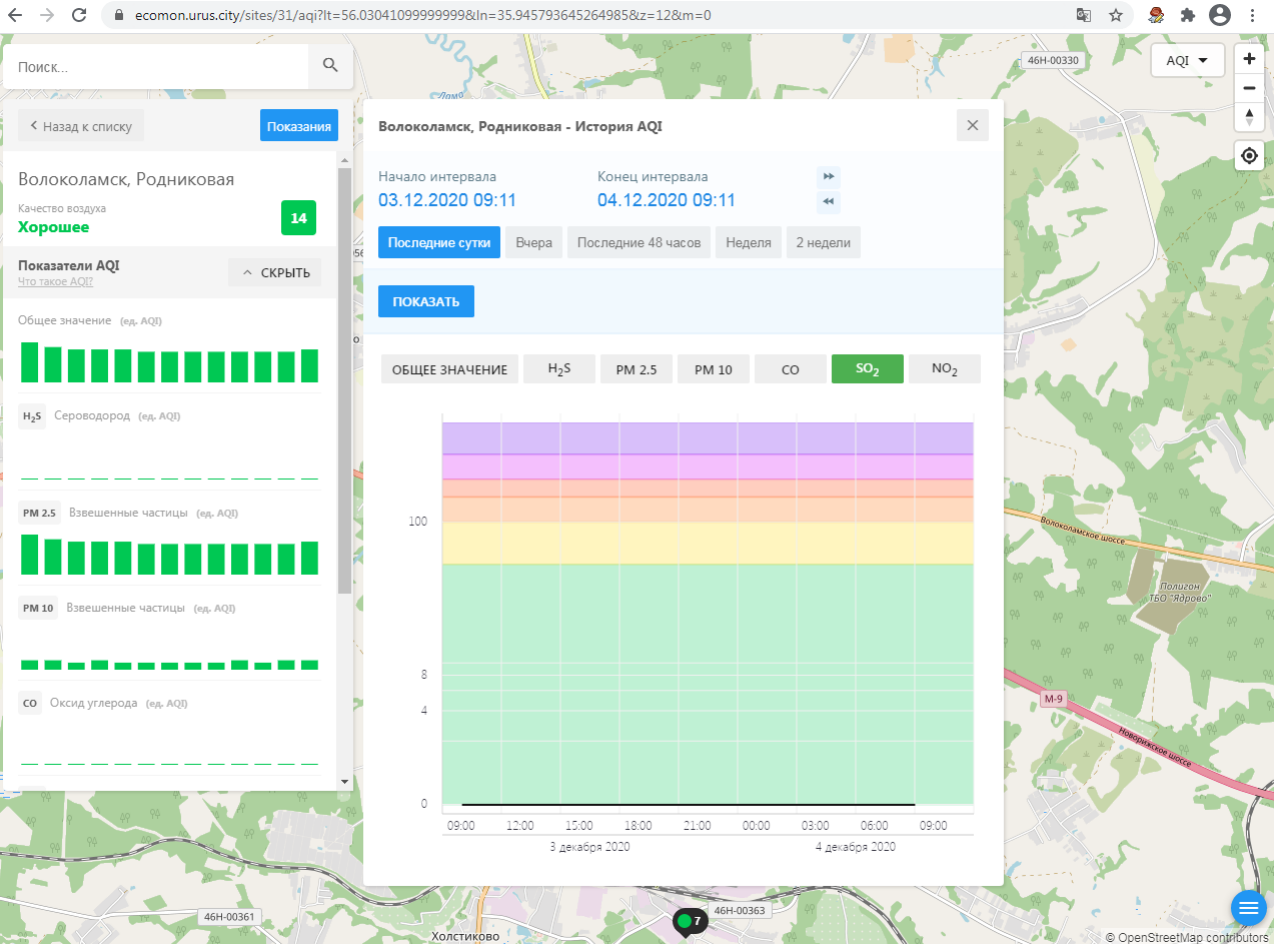 ecomon.urus.city/sites/31/aqi?lt=56.03041099999999&ln=35.945793645264985&z=12&m=0
Поиск...
46Н-00330
AQI
Назад к списку
Показания
Волоколамск, Родниковая - История AQI
Волоколамск, Родниковая
Качество воздуха
Хорошее
14
Начало интервала
Конец интервала
03.12.2020 09:11
04.12.2020 09:11
Последние сутки
Вчера
Последние 48 часов
Неделя
2 недели
Показатели AQI
Что такое AQI?
СКРЫТЬ
ПОКАЗАТЬ
Общее значение (ед. AQI)
H₂S Сероводород (ед. AQI)
PM 2.5 Взвешенные частицы (ед. AQI)
PM 10 Взвешенные частицы (ед. AQI)
CO Оксид углерода (ед. AQI)
ОБЩЕЕ ЗНАЧЕНИЕ
H₂S
PM 2.5
PM 10
CO
SO₂
NO₂
100
8
4
0
09:00 12:00 15:00 18:00 21:00 00:00 03:00 06:00 09:00
3 декабря 2020
4 декабря 2020
Лама
Волоколамское шоссе
Полигон
ТБО "Ядрово"
М-9
Новорижское шоссе
46Н-00361
7
46Н-00363
Холстиково
© OpenStreetMap contributors